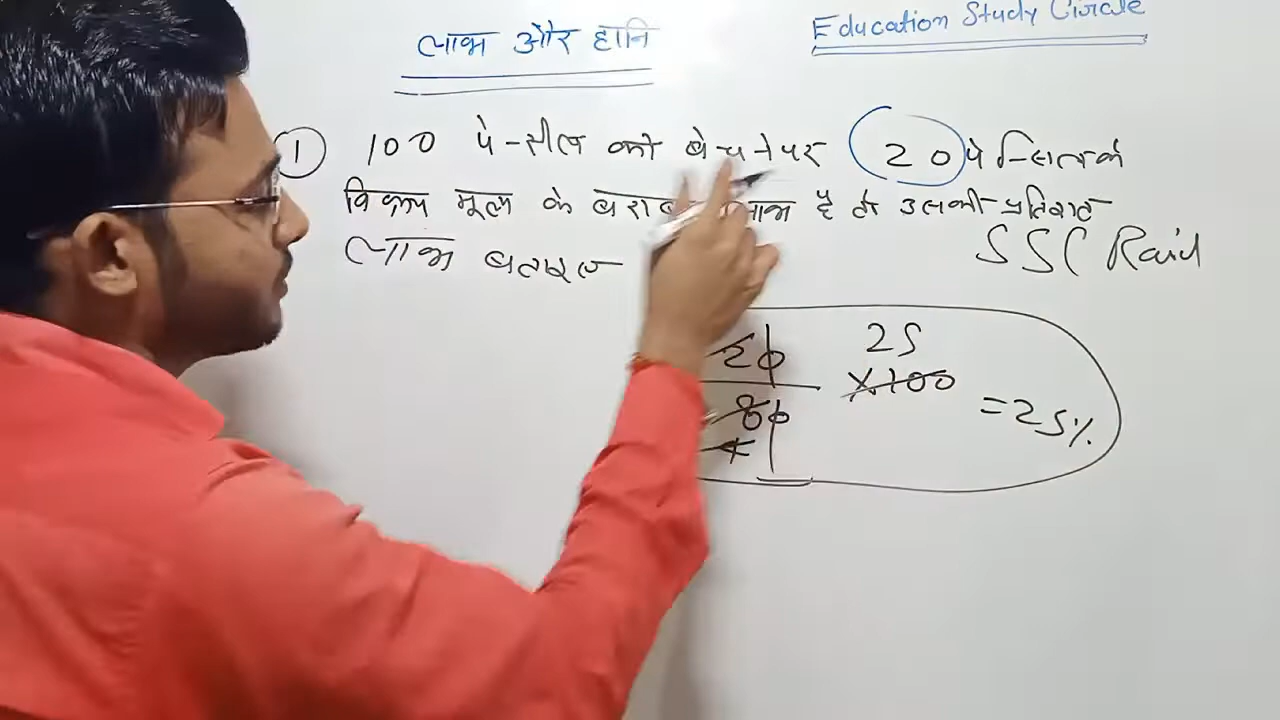 लाभ और हानि
Education Study Circle
1 100 पेन्सील को बेचने पर 20 पेन्सिल के
विक्रय मूल्य के बराबर लाभ है तो उसकी प्रतिशत
लाभ बताइए
SSC
20 25
80 ×100 = 25%
4